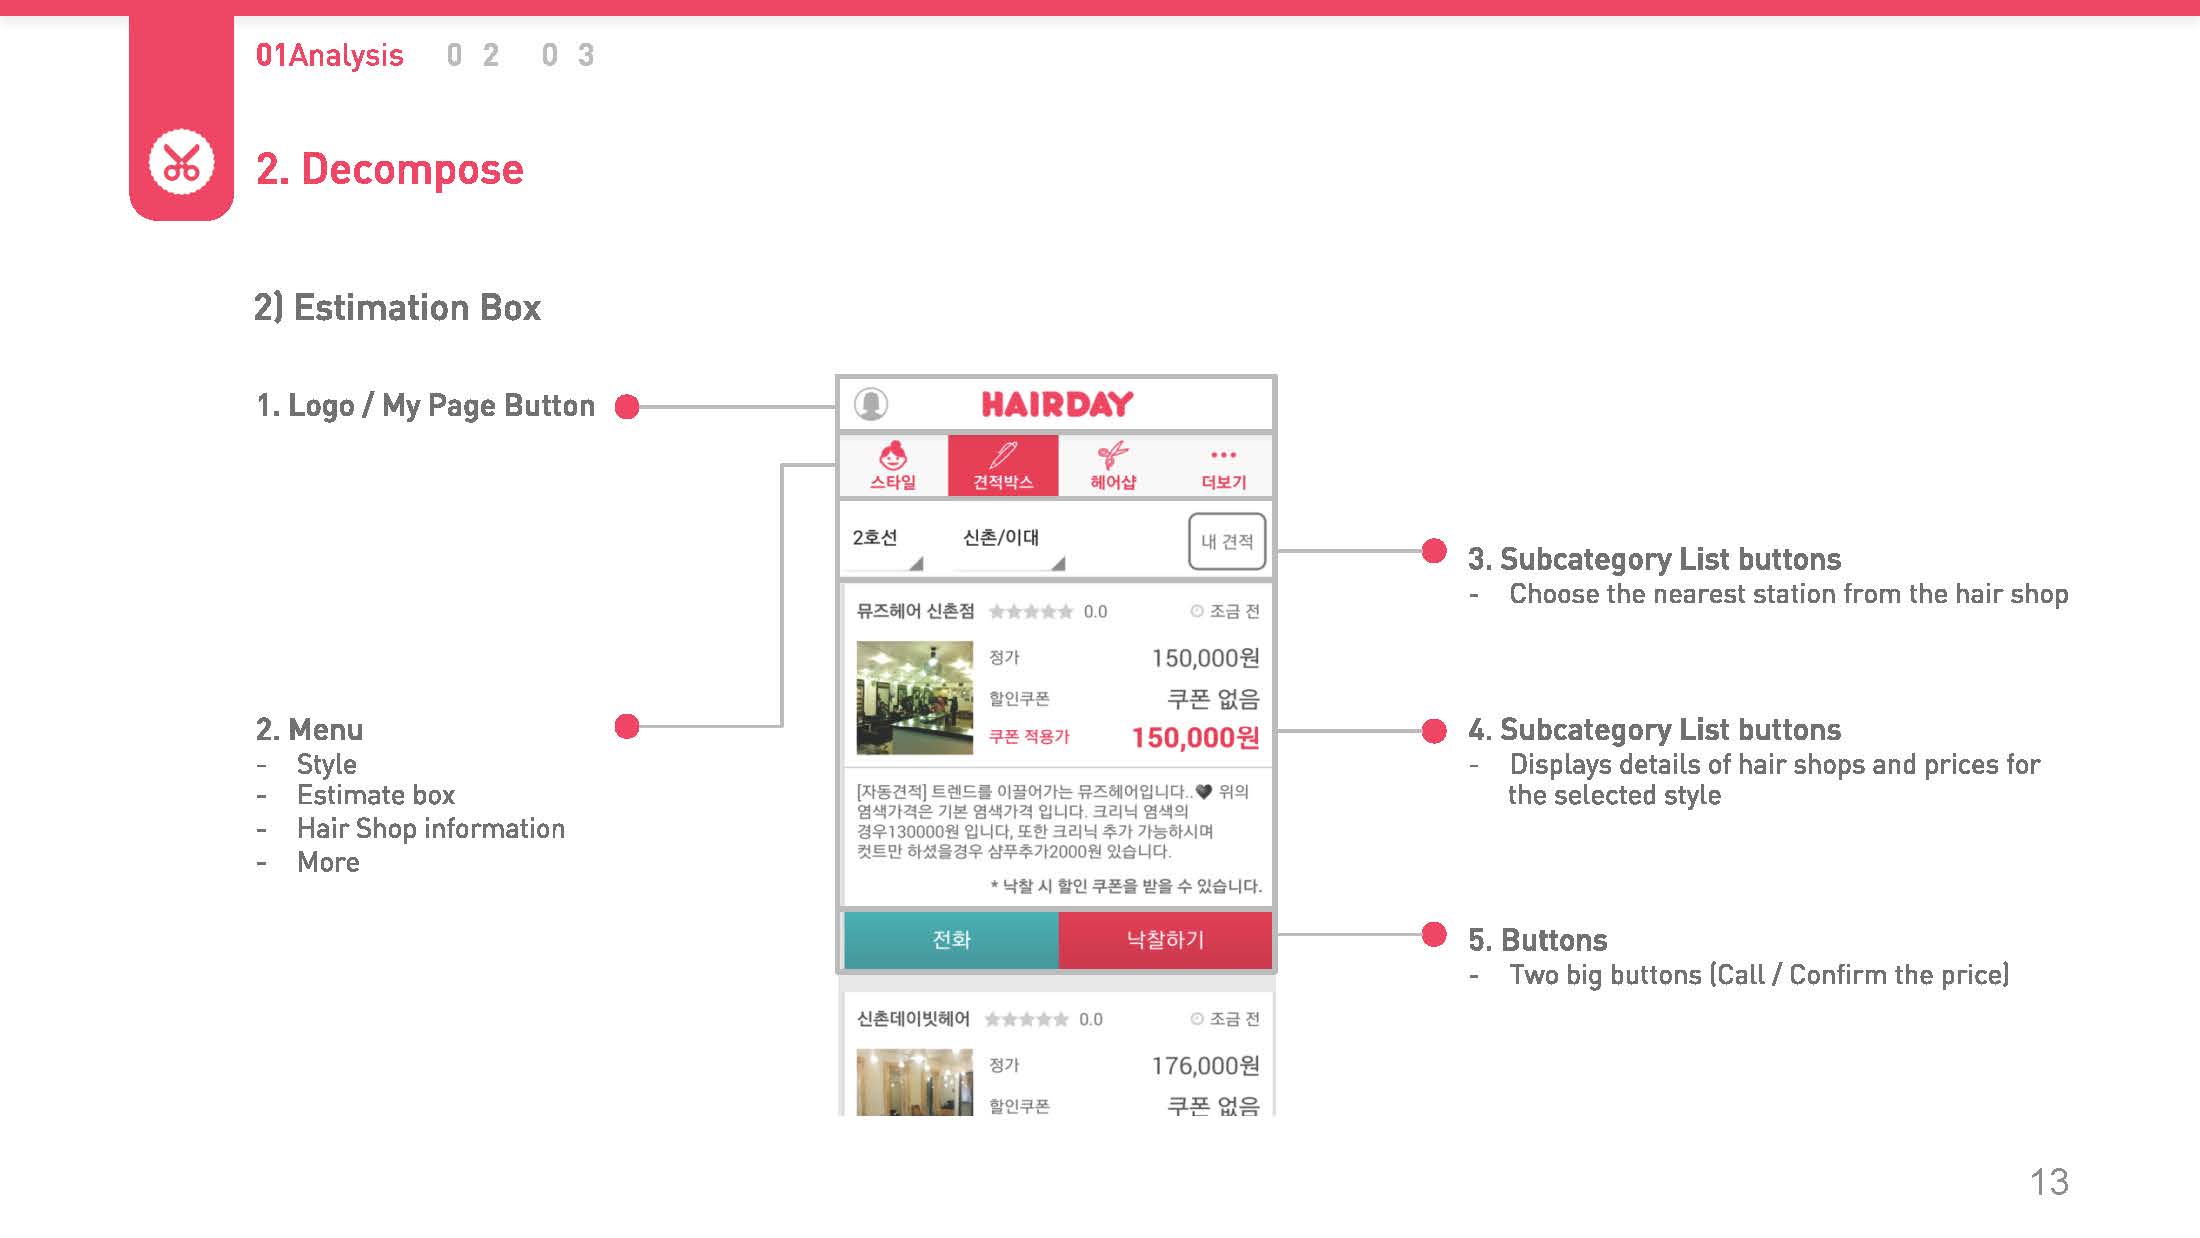 01Analysis 0 2 0 3
2. Decompose
2) Estimation Box
1. Logo / My Page Button
2. Menu
- Style
- Estimate box
- Hair Shop information
- More
HAIRDAY
스타일 견적박스 헤어샵 더보기
2호선 신촌/이대 내 견적
뮤즈헤어 신촌점 0.0 조금 전
정가 150,000원
할인쿠폰 쿠폰 없음
쿠폰 적용가 150,000원
[자동견적] 트렌드를 이끌어가는 뮤즈헤어입니다..🖤 위의
염색가격은 기본 염색가격 입니다. 크리닉 염색의
경우130000원 입니다, 또한 크리닉 추가 가능하시며
컷트만 하셨을경우 샴푸추가2000원 있습니다.
* 낙찰 시 할인 쿠폰을 받을 수 있습니다.
전화 낙찰하기
신촌데이빗헤어 0.0 조금 전
정가 176,000원
할인쿠폰 쿠폰 없음
3. Subcategory List buttons
- Choose the nearest station from the hair shop
4. Subcategory List buttons
- Displays details of hair shops and prices for
the selected style
5. Buttons
- Two big buttons (Call / Confirm the price)
13